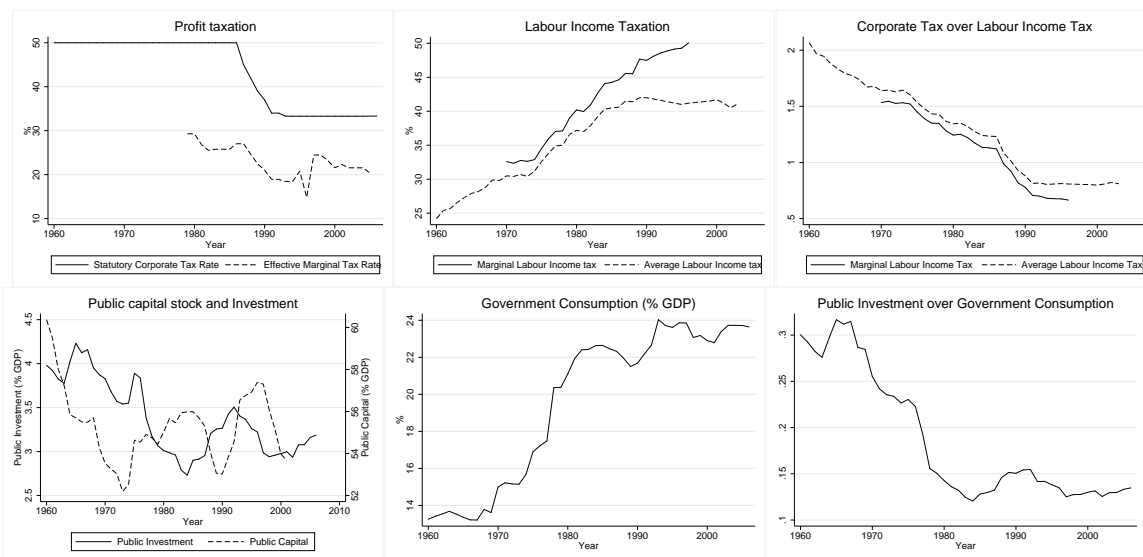 Profit taxation
50
40
30
20
10
%
1960 1970 1980 1990 2000
Year
Statutory Corporate Tax Rate Effective Marginal Tax Rate
Labour Income Taxation
50
45
40
35
30
25
%
1960 1970 1980 1990 2000
Year
Marginal Labour Income tax Average Labour Income tax
Corporate Tax over Labour Income Tax
2
1.5
1
.5
1960 1970 1980 1990 2000
Year
Marginal Labour Income Tax Average Labour Income Tax
Public capital stock and Investment
4.5
4
3.5
3
2.5
Public Investment (% GDP)
60
58
56
54
52
Public Capital (% GDP)
1960 1970 1980 1990 2000 2010
Year
Public Investment Public Capital
Government Consumption (% GDP)
24
22
20
18
16
14
%
1960 1970 1980 1990 2000
Year
Public Investment over Government Consumption
.3
.25
.2
.15
.1
1960 1970 1980 1990 2000
Year